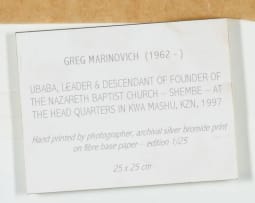 GREG MARINOVICH (1962 - )
UBABA, LEADER & DESCENDANT OF FOUNDER OF
THE NAZARETH BAPTIST CHURCH – SHEMBE – AT
THE HEAD QUARTERS IN KWA MASHU, KZN, 1997
Hand printed by photographer, archival silver bromide print
on fibre base paper – edition 1/25
25 x 25 cm